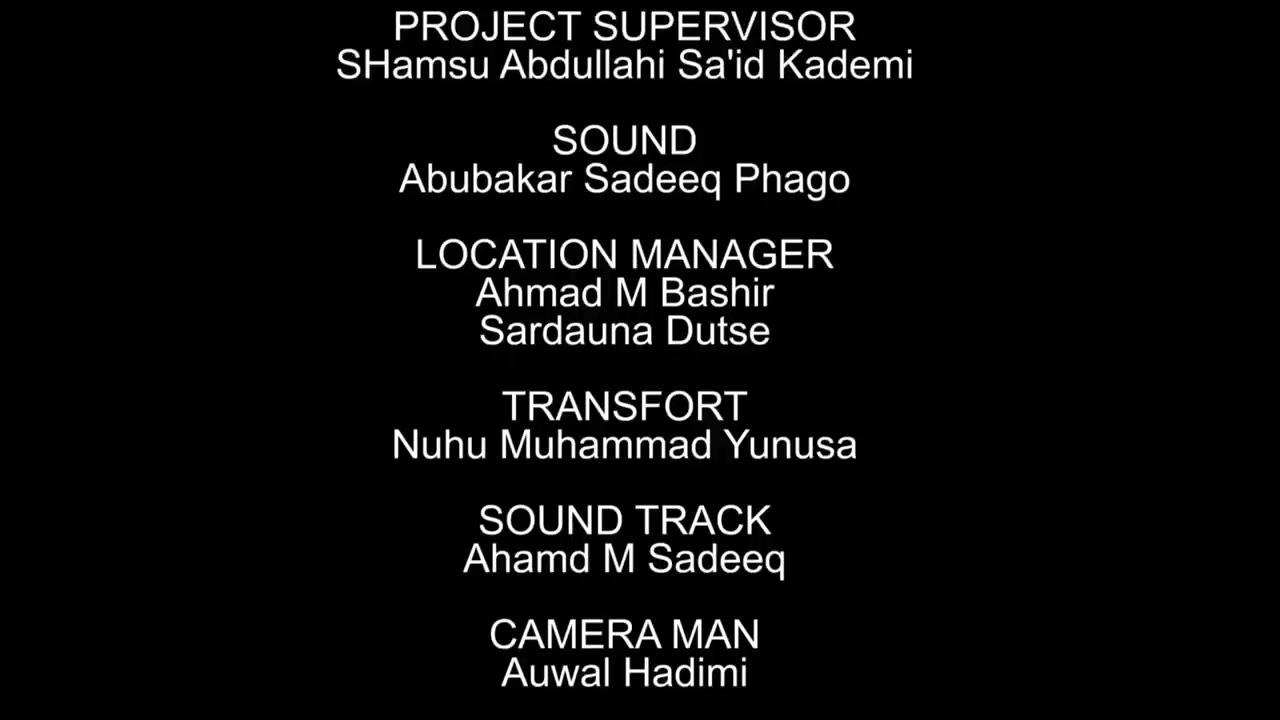 PROJECT SUPERVISOR
SHamsu Abdullahi Sa'id Kademi
SOUND
Abubakar Sadeeq Phago
LOCATION MANAGER
Ahmad M Bashir
Sardauna Dutse
TRANSFORT
Nuhu Muhammad Yunusa
SOUND TRACK
Ahamd M Sadeeq
CAMERA MAN
Auwal Hadimi